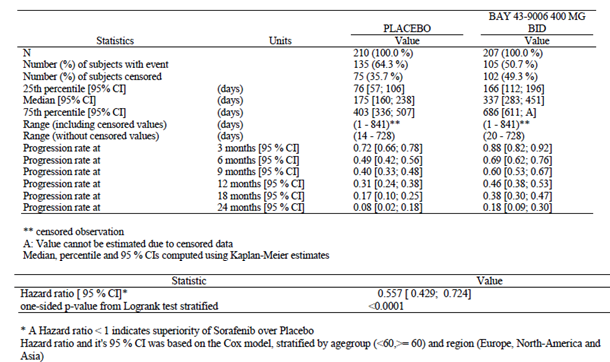 BAY 43-9006 400 MG
PLACEBO BID
Statistics Units Value Value
N 210 (100.0 %) 207 (100.0 %)
Number (%) of subjects with event 135 (64.3 %) 105 (50.7 %)
Number (%) of subjects censored 75 (35.7 %) 102 (49.3 %)
25th percentile [95% CI] (days) 76 [57; 106] 166 [112; 196]
Median [95%CI] (days) 175 [160; 238] 337 [283; 451]
75th percentile [95% CI] (days) 403 [336; 507] 686 [611; A]
Range (including censored values) (days) (1 - 841)** (1 - 841)**
Range (without censored values) (days) (14 - 728) (20 - 728)
Progression rate at 3 months [95 % CI] 0.72 [0.66; 0.78] 0.88 [0.82; 0.92]
Progression rate at 6 months [95 % CI] 0.49 [0.42; 0.56] 0.69 [0.62; 0.76]
Progression rate at 9 months [95 % CI] 0.40 [0.33; 0.48] 0.60 [0.53; 0.67]
Progression rate at 12 months [95 % CI] 0.31 [0.24; 0.38] 0.46 [0.38; 0.53]
Progression rate at 18 months [95 % CI] 0.17 [0.10; 0.25] 0.38 [0.30; 0.47]
Progression rate at 24 months [95 % CI] 0.08 [0.02; 0.18] 0.18 [0.09; 0.30]
** censored observation
A: Value cannot be estimated due to censored data
Median, percentile and 95 % CIs computed using Kaplan-Meier estimates
Statistic Value
Hazard ratio [ 95 % CI]* 0.557 [ 0.429; 0.724]
one-sided p-value from Logrank test stratified <0.0001
* A Hazard ratio < 1 indicates superiority of Sorafenib over Placebo
Hazard ratio and it's 95 % CI was based on the Cox model, stratified by agegroup (<60,>= 60) and region (Europe, North-America and
Asia)